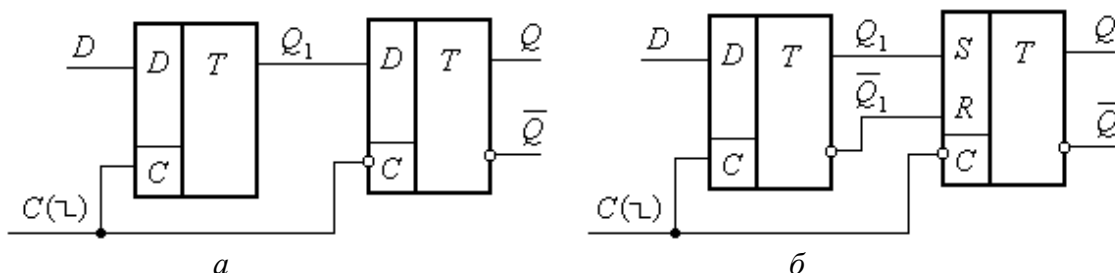 D D T Q₁ D T Q Q̅
C C
C(⅂)
а
D D T Q₁ Q̅₁ S R T Q Q̅
C C
C(⅂)
б